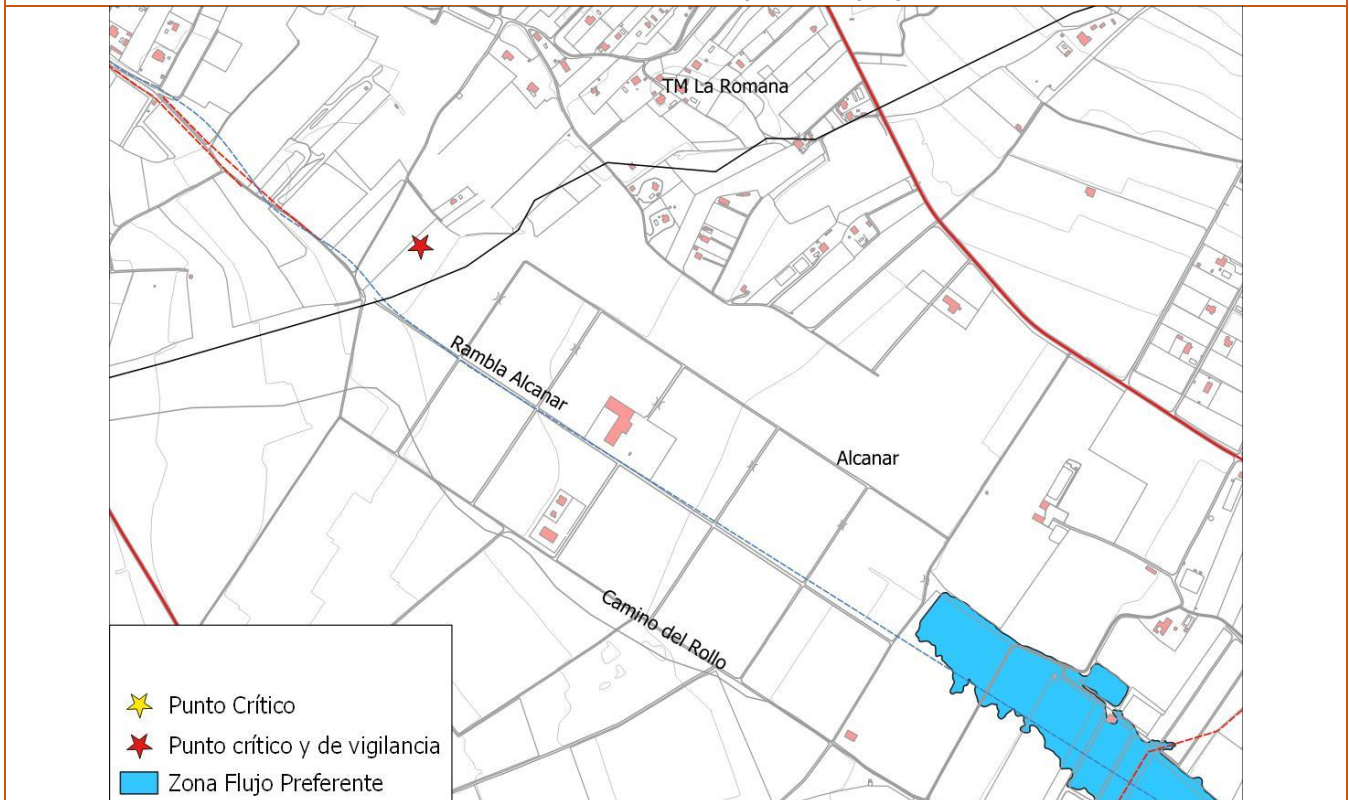 TM La Romana
Rambla Alcanar
Alcanar
Camino del Rollo
Punto Crítico
Punto crítico y de vigilancia
Zona Flujo Preferente